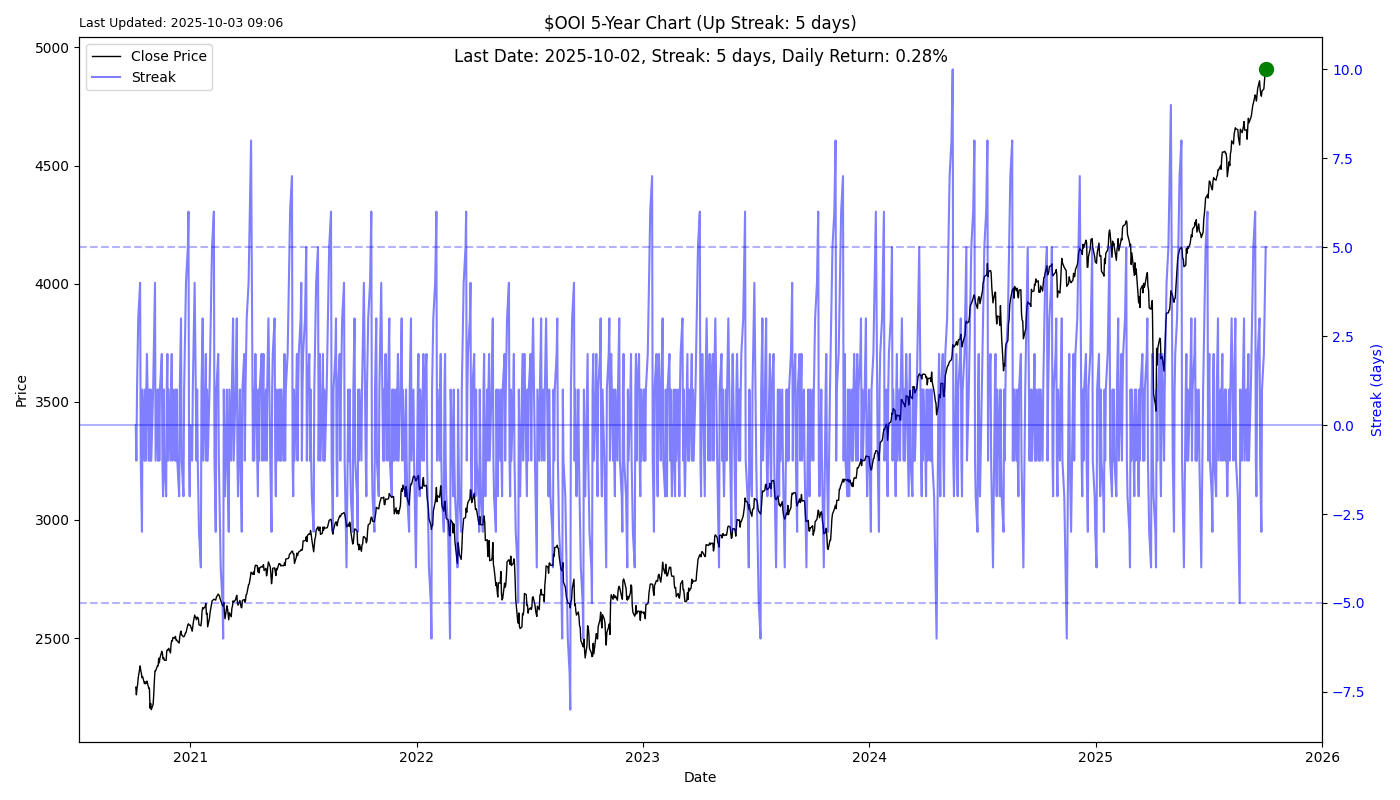 Last Updated: 2025-10-03 09:06
$OOI 5-Year Chart (Up Streak: 5 days)
Last Date: 2025-10-02, Streak: 5 days, Daily Return: 0.28%
Close Price
Streak
5000
4500
4000
3500
3000
2500
Price
10.0
7.5
5.0
2.5
0.0
−2.5
−5.0
−7.5
Streak (days)
2021
2022
2023
2024
2025
2026
Date